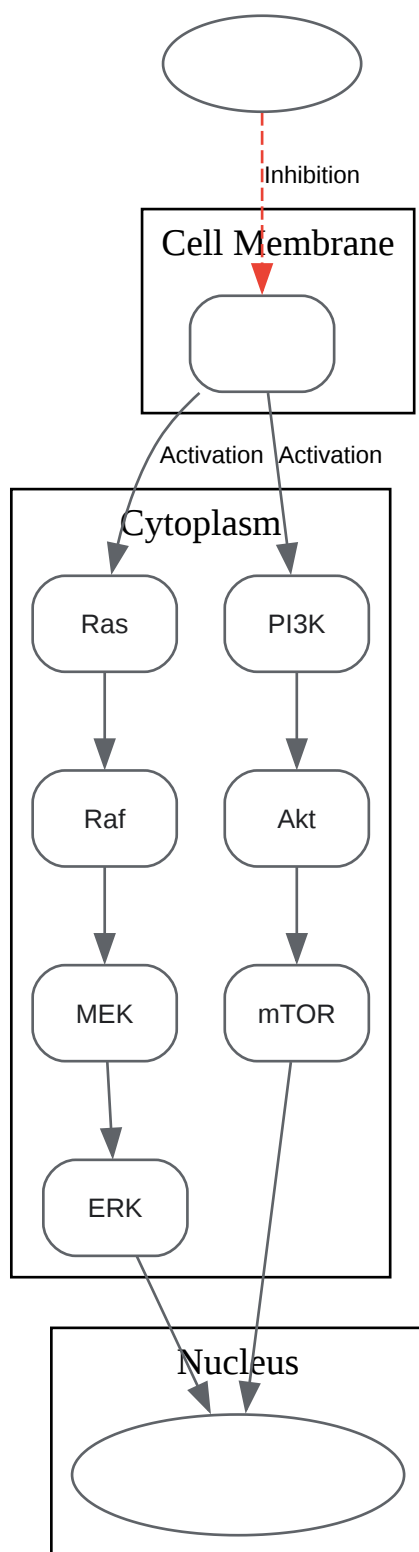 Inhibition
Cell Membrane
Activation
Activation
Cytoplasm
Ras
PI3K
Raf
Akt
MEK
mTOR
ERK
Nucleus